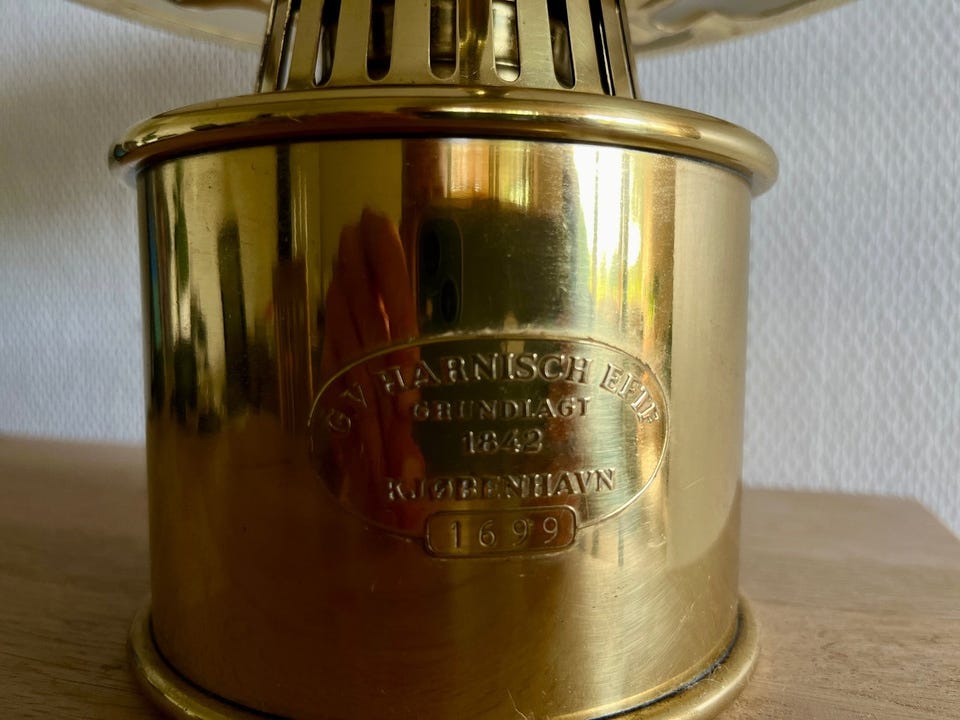 G V HARNISCH EFTF
GRUNDLAGT
1842
KJØBENHAVN
1699